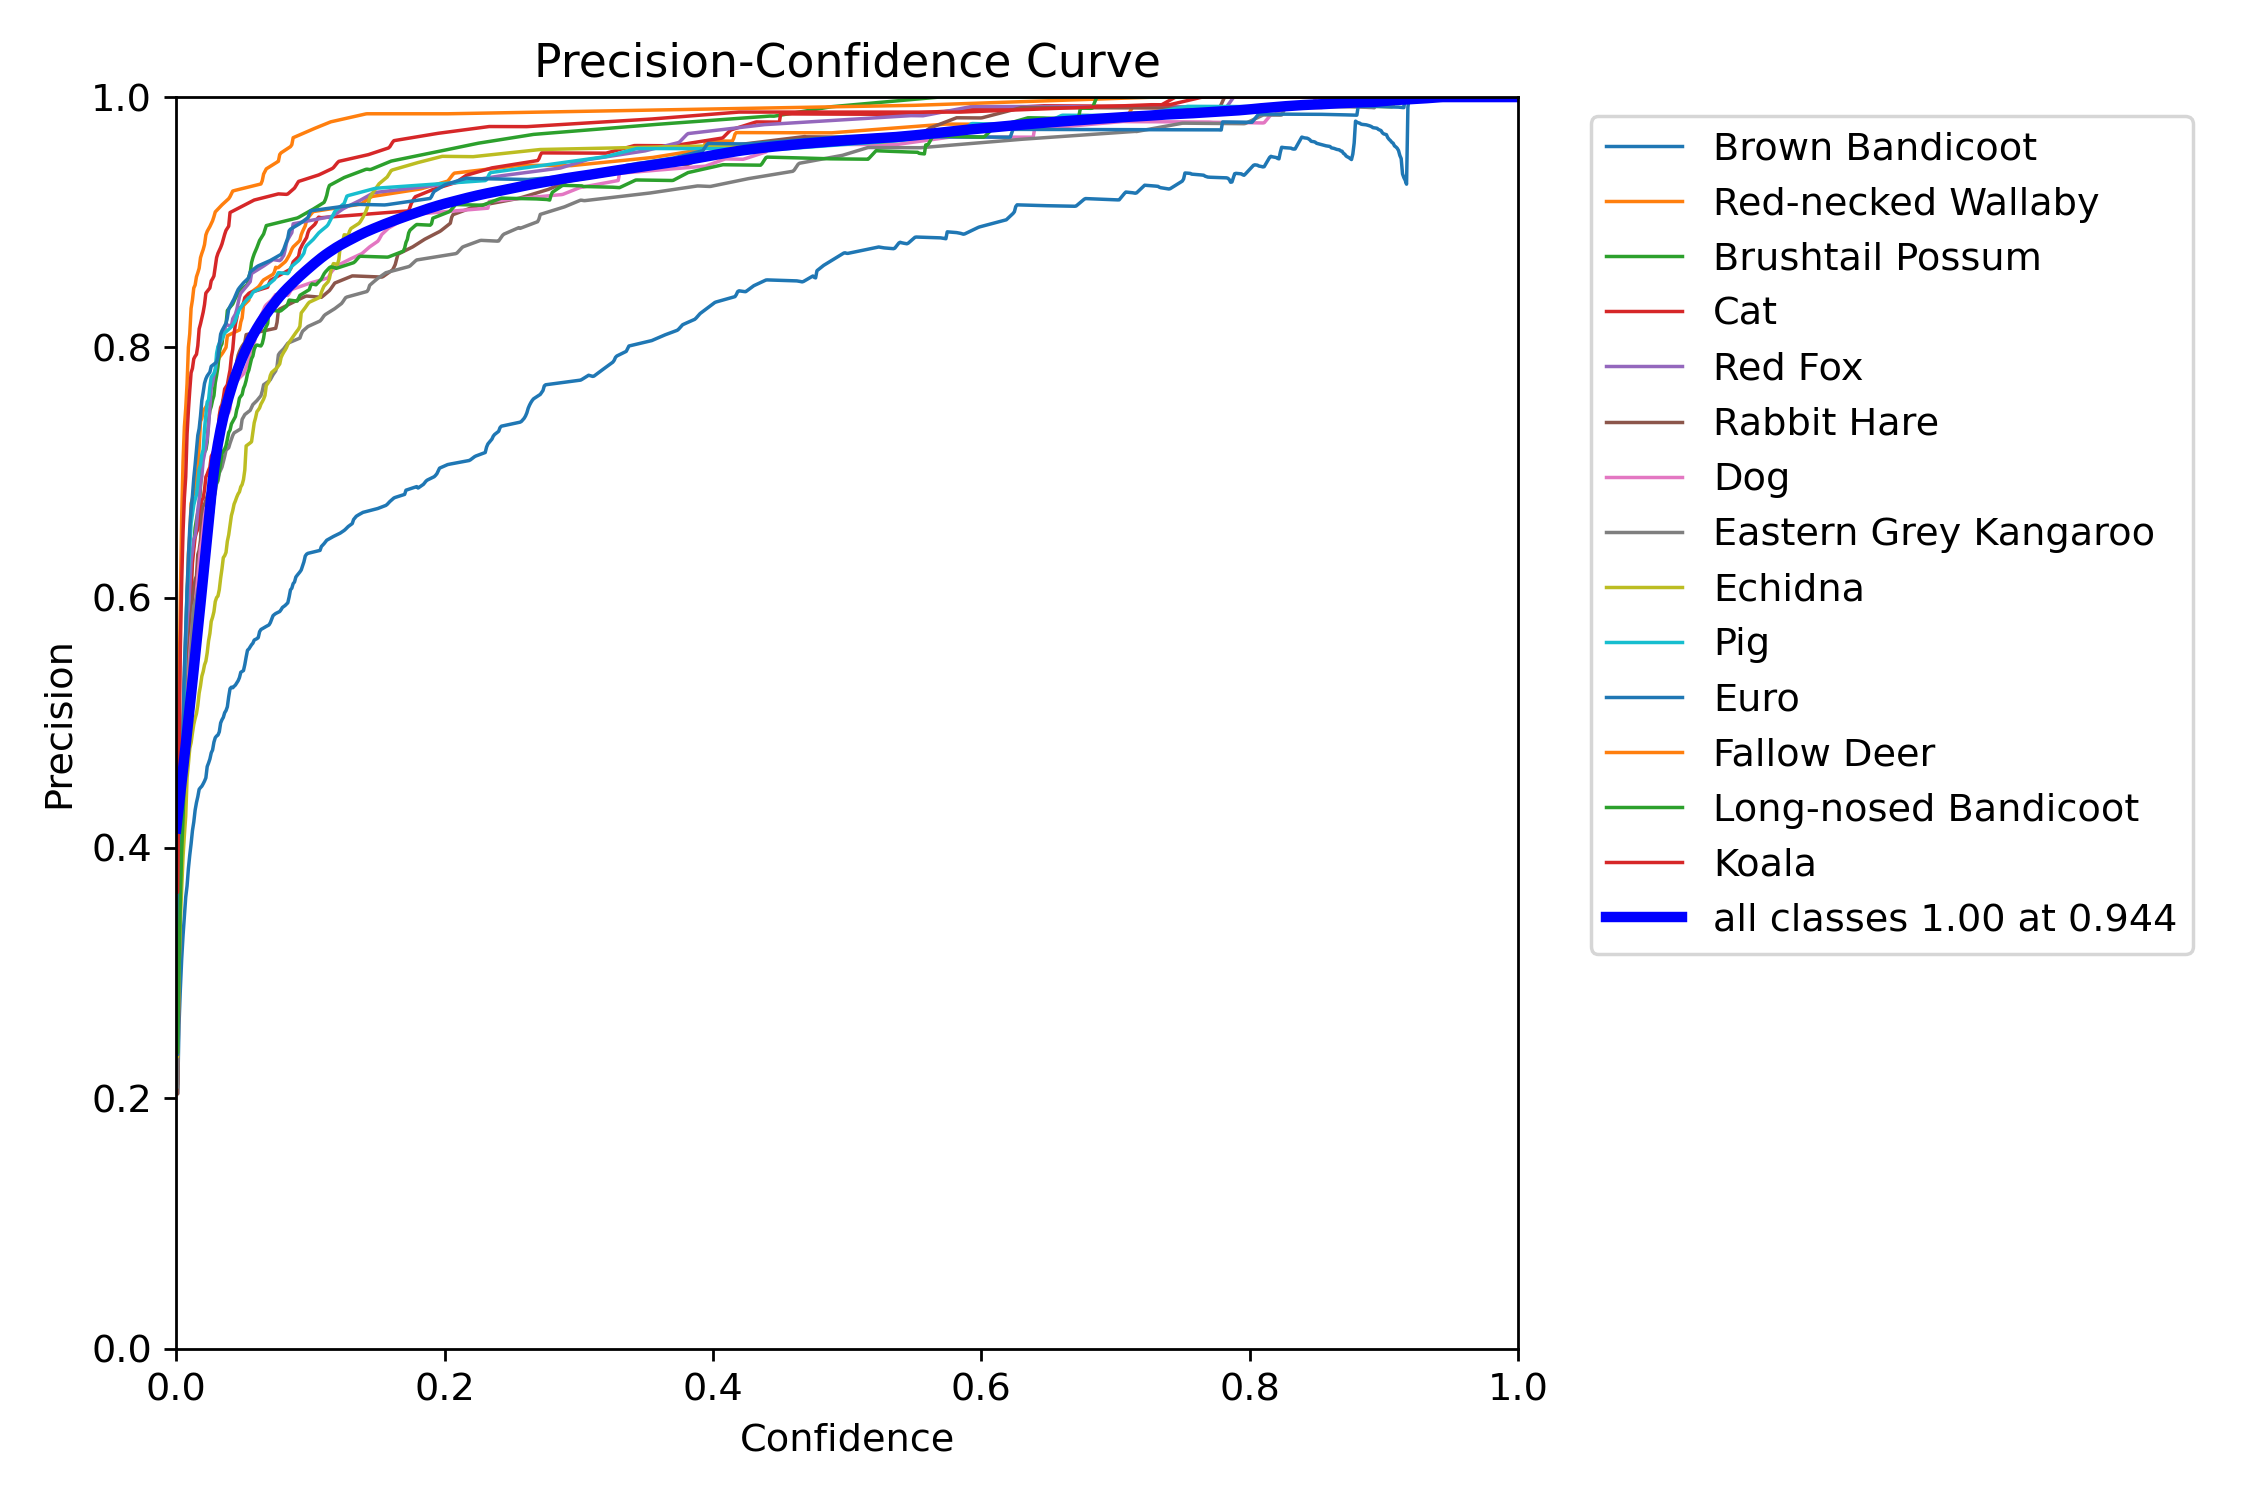 Precision-Confidence Curve
1.0
0.8
0.6
0.4
0.2
0.0
Precision
0.0 0.2 0.4 0.6 0.8 1.0
Confidence
Brown Bandicoot
Red-necked Wallaby
Brushtail Possum
Cat
Red Fox
Rabbit Hare
Dog
Eastern Grey Kangaroo
Echidna
Pig
Euro
Fallow Deer
Long-nosed Bandicoot
Koala
all classes 1.00 at 0.944